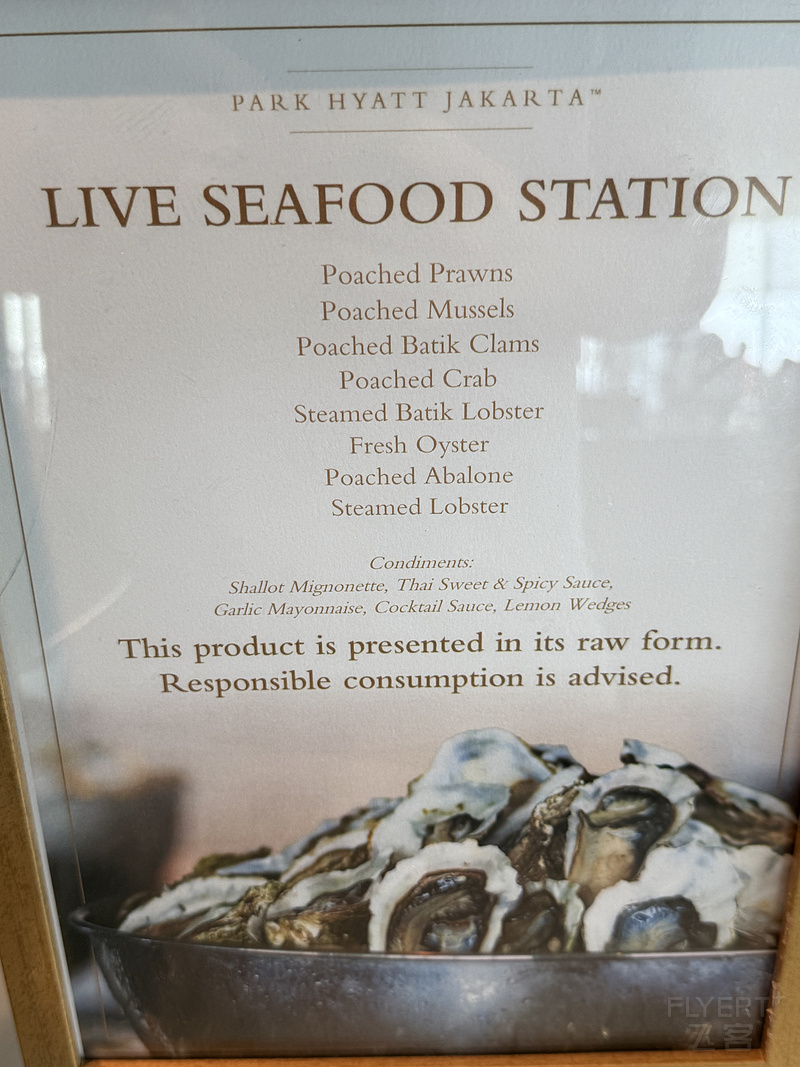 PARK HYATT JAKARTA™
LIVE SEAFOOD STATION
Poached Prawns
Poached Mussels
Poached Batik Clams
Poached Crab
Steamed Batik Lobster
Fresh Oyster
Poached Abalone
Steamed Lobster
Condiments:
Shallot Mignonette, Thai Sweet & Spicy Sauce,
Garlic Mayonnaise, Cocktail Sauce, Lemon Wedges
This product is presented in its raw form.
Responsible consumption is advised.
FLYERT
飞客